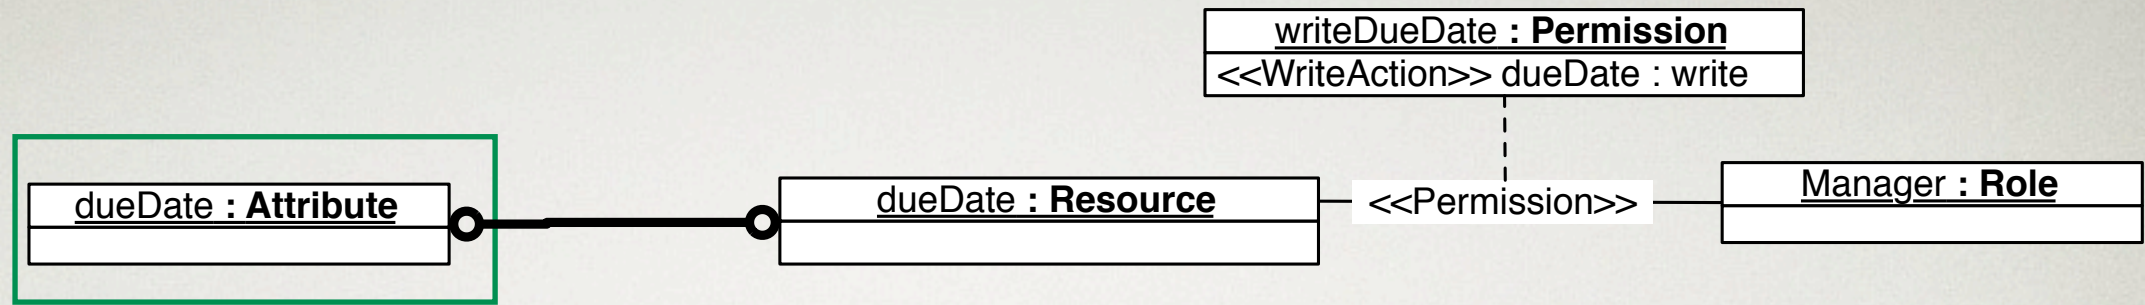 writeDueDate : Permission
<<WriteAction>> dueDate : write
dueDate : Attribute
dueDate : Resource
<<Permission>>
Manager : Role